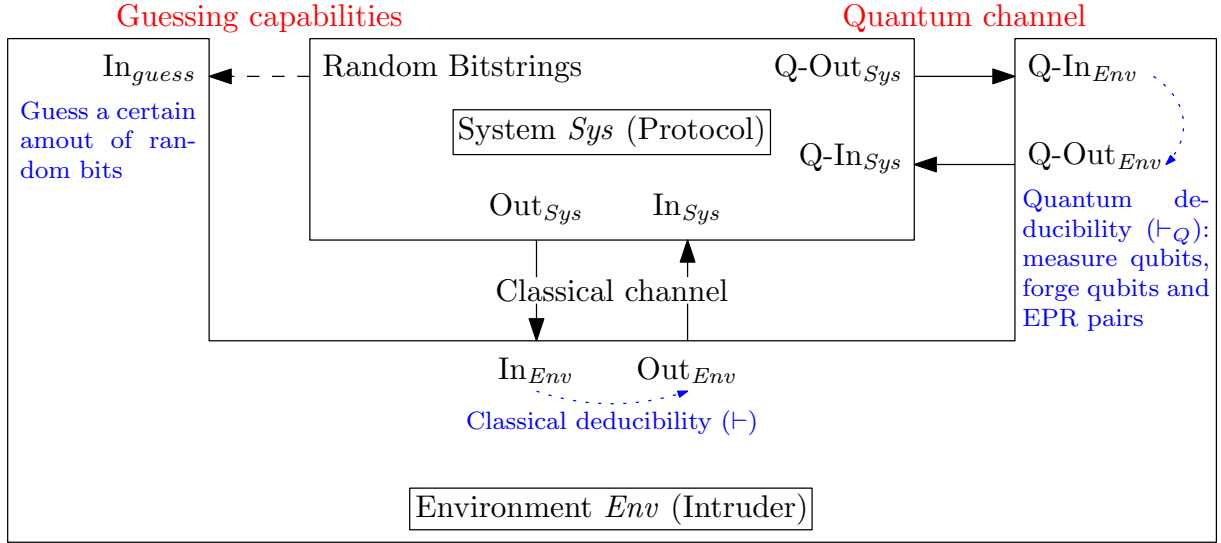 Guessing capabilities
Quantum channel
In_guess
Random Bitstrings
Q-Out_Sys
Q-In_Env
Guess a certain
amout of ran-
dom bits
System Sys (Protocol)
Q-In_Sys
Q-Out_Env
Out_Sys
In_Sys
Quantum de-
ducibility (⊢_Q):
measure qubits,
forge qubits and
EPR pairs
Classical channel
In_Env
Out_Env
Classical deducibility (⊢)
Environment Env (Intruder)